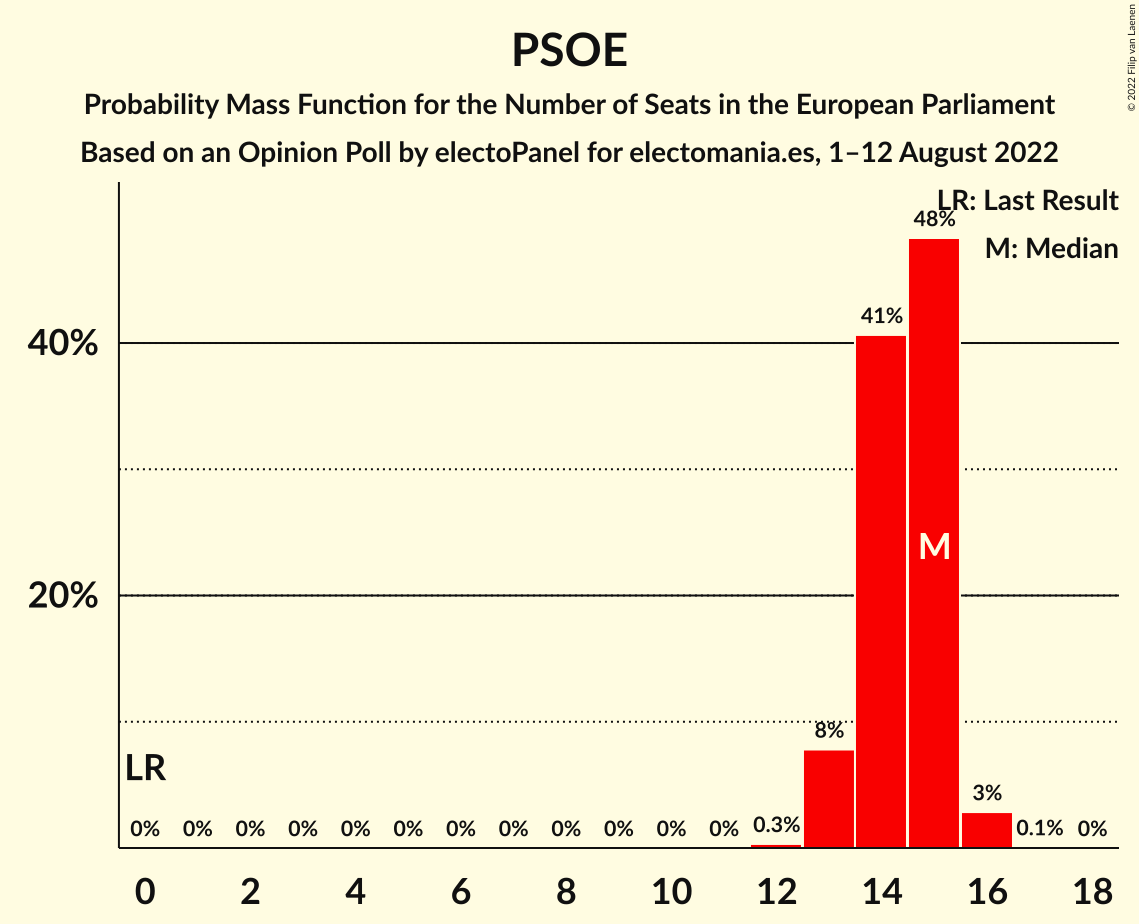 PSOE
Probability Mass Function for the Number of Seats in the European Parliament
Based on an Opinion Poll by electoPanel for electomania.es, 1–12 August 2022
© 2022 Filip van Laenen
LR: Last Result
M: Median
48%
41%
40%
M
20%
8%
LR
3%
0% 0% 0% 0% 0% 0% 0% 0% 0% 0% 0% 0% 0.3% 0.1% 0%
0 2 4 6 8 10 12 14 16 18